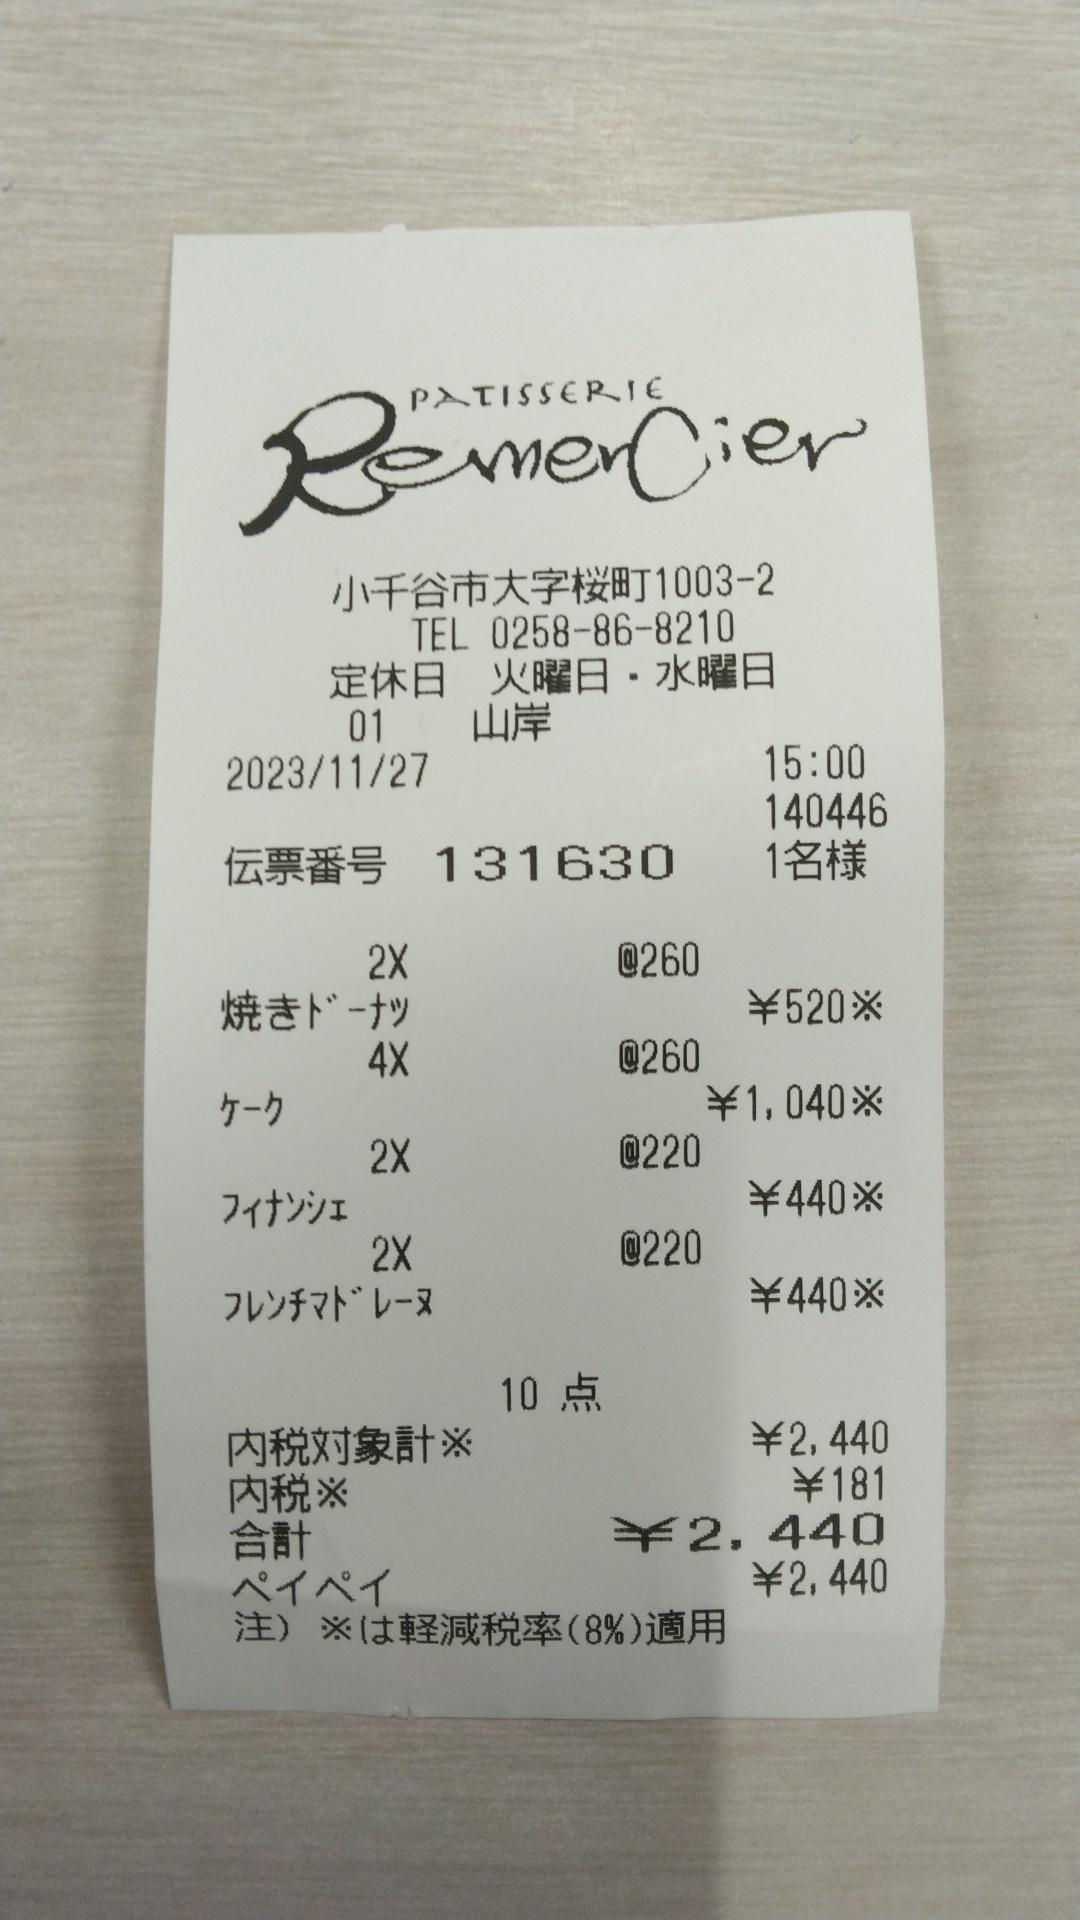 PATISSERIE
RemerCier
小千谷市大字桜町1003-2
TEL 0258-86-8210
定休日 火曜日・水曜日
01 山岸
2023/11/27 15:00
140446
伝票番号 131630 1名様
2X @260
焼きﾄﾞｰﾅﾂ ¥520※
4X @260
ｹｰｸ ¥1,040※
2X @220
ﾌｨﾅﾝｼｪ ¥440※
2X @220
ﾌﾚﾝﾁﾏﾄﾞﾚｰﾇ ¥440※
10 点
内税対象計※ ¥2,440
内税※ ¥181
合計 ¥2,440
ペイペイ ¥2,440
注) ※は軽減税率(8%)適用